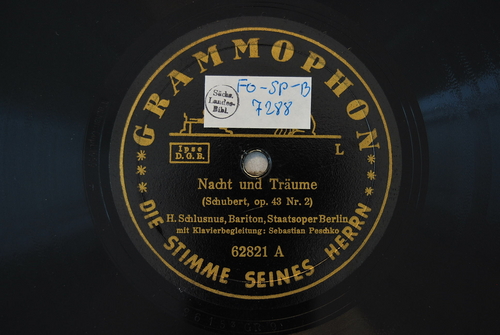 GRAMMOPHON
FO-SP-B
7288
Sächs.
Landes-
Bibl.
Ipse
D.G.B.
L
Nacht und Träume
(Schubert, op. 43 Nr. 2)
H. Schlusnus, Bariton, Staatsoper Berlin
mit Klavierbegleitung: Sebastian Peschko
62821 A
DIE STIMME SEINES HERRN